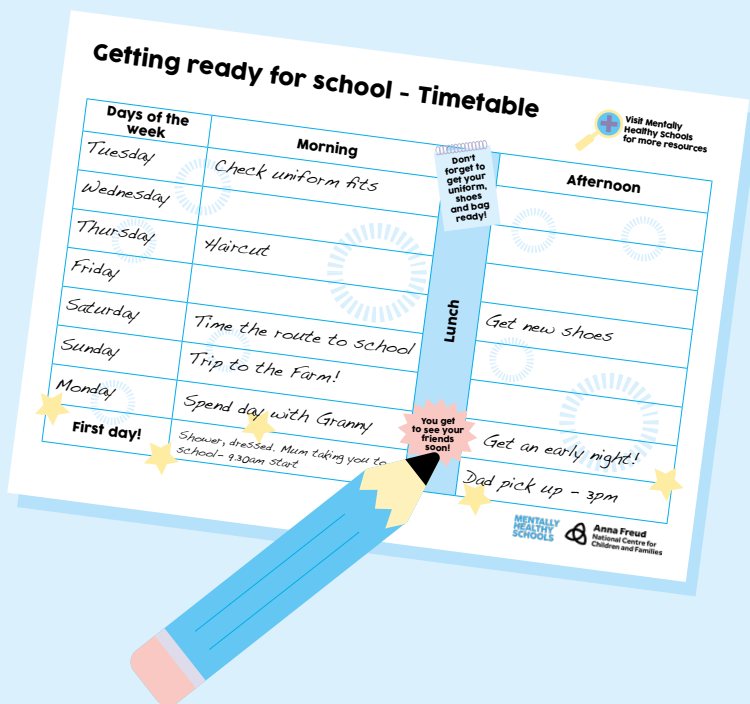 Getting ready for school - Timetable
Visit Mentally
Healthy Schools
for more resources
Days of the
week
Morning
Don't
forget to
get your
uniform,
shoes
and bag
ready!
Afternoon
Tuesday
Check uniform fits
Wednesday
Thursday
Haircut
Friday
Lunch
Saturday
Time the route to school
Get new shoes
Sunday
Trip to the Farm!
Monday
Spend day with Granny
You get
to see your
friends
soon!
Get an early night!
First day!
Shower, dressed. Mum taking you to
school- 9.30am start
Dad pick up - 3pm
MENTALLY
HEALTHY
SCHOOLS
Anna Freud
National Centre for
Children and Families